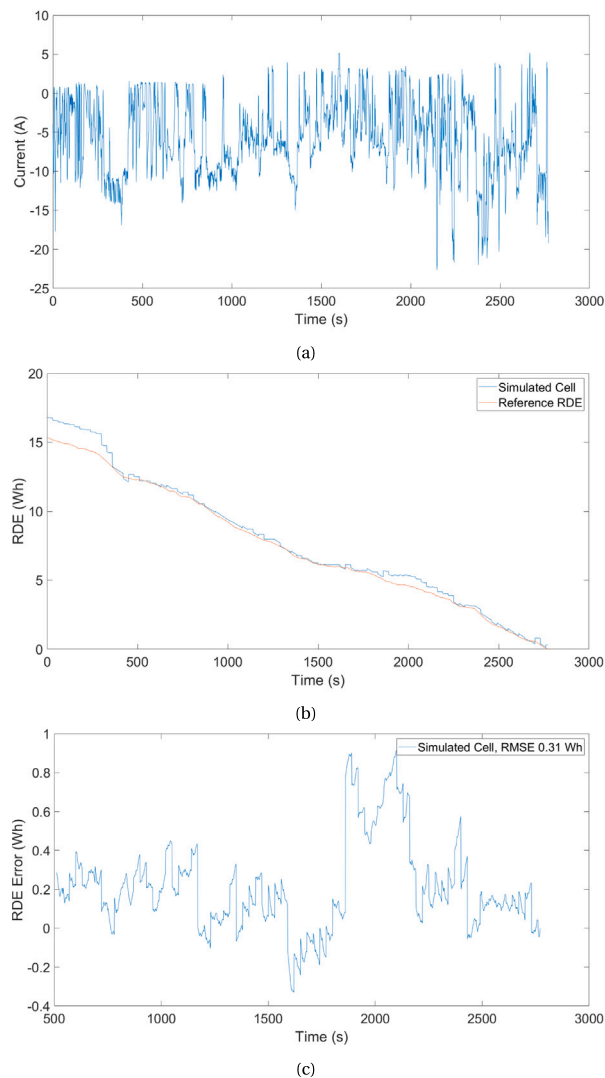 10
5
0
-5
-10
-15
-20
-25
Current (A)
0 500 1000 1500 2000 2500 3000
Time (s)
(a)
20
15
10
5
0
RDE (Wh)
Simulated Cell
Reference RDE
0 500 1000 1500 2000 2500 3000
Time (s)
(b)
1
0.8
0.6
0.4
0.2
0
-0.2
-0.4
RDE Error (Wh)
Simulated Cell, RMSE 0.31 Wh
500 1000 1500 2000 2500 3000
Time (s)
(c)